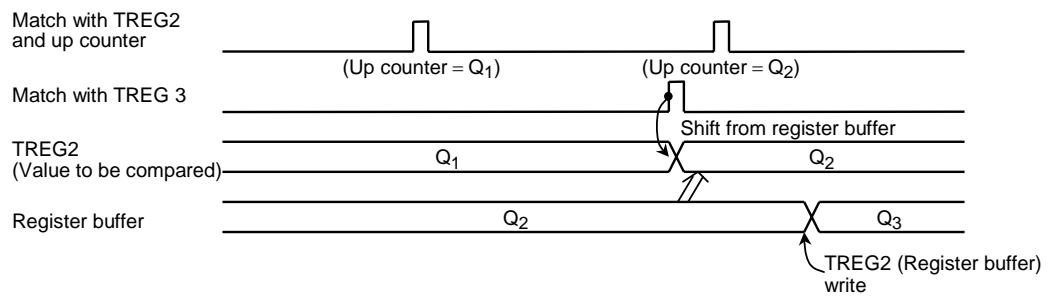 Match with TREG2
and up counter
(Up counter = Q1)
(Up counter = Q2)
Match with TREG 3
Shift from register buffer
TREG2
(Value to be compared)
Q1
Q2
Register buffer
Q2
Q3
TREG2 (Register buffer)
write